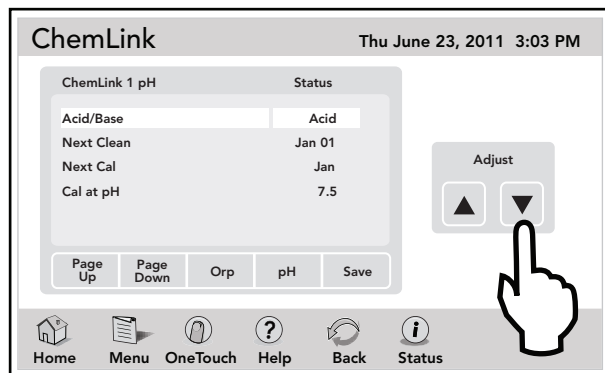 ChemLink Thu June 23, 2011 3:03 PM
ChemLink 1 pH Status
Acid/Base Acid
Next Clean Jan 01
Next Cal Jan
Cal at pH 7.5
Adjust
Page Up Page Down Orp pH Save
?
i
Home Menu OneTouch Help Back Status